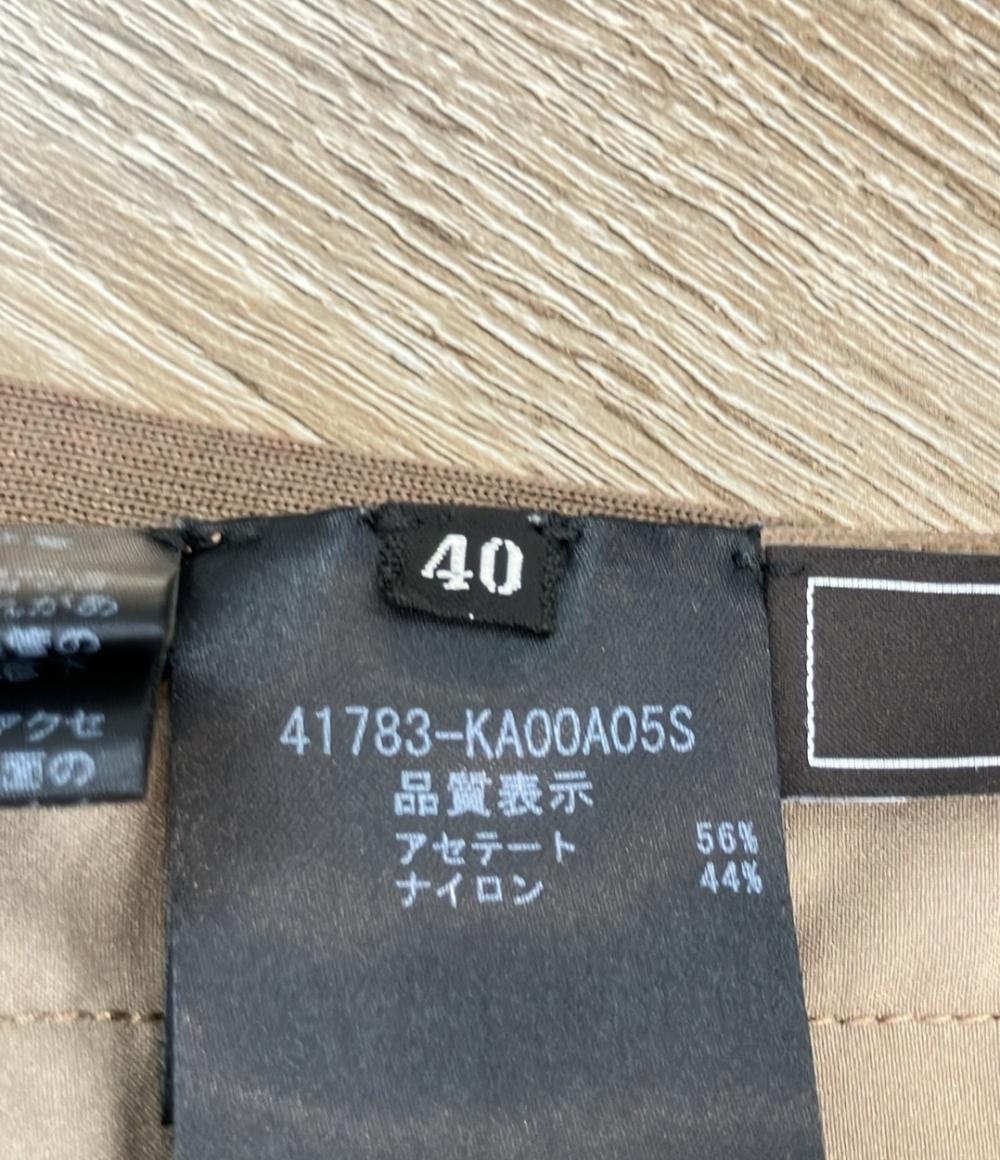 40
41783-KA00A05S
品質表示
アセテート 56%
ナイロン 44%
アクセ